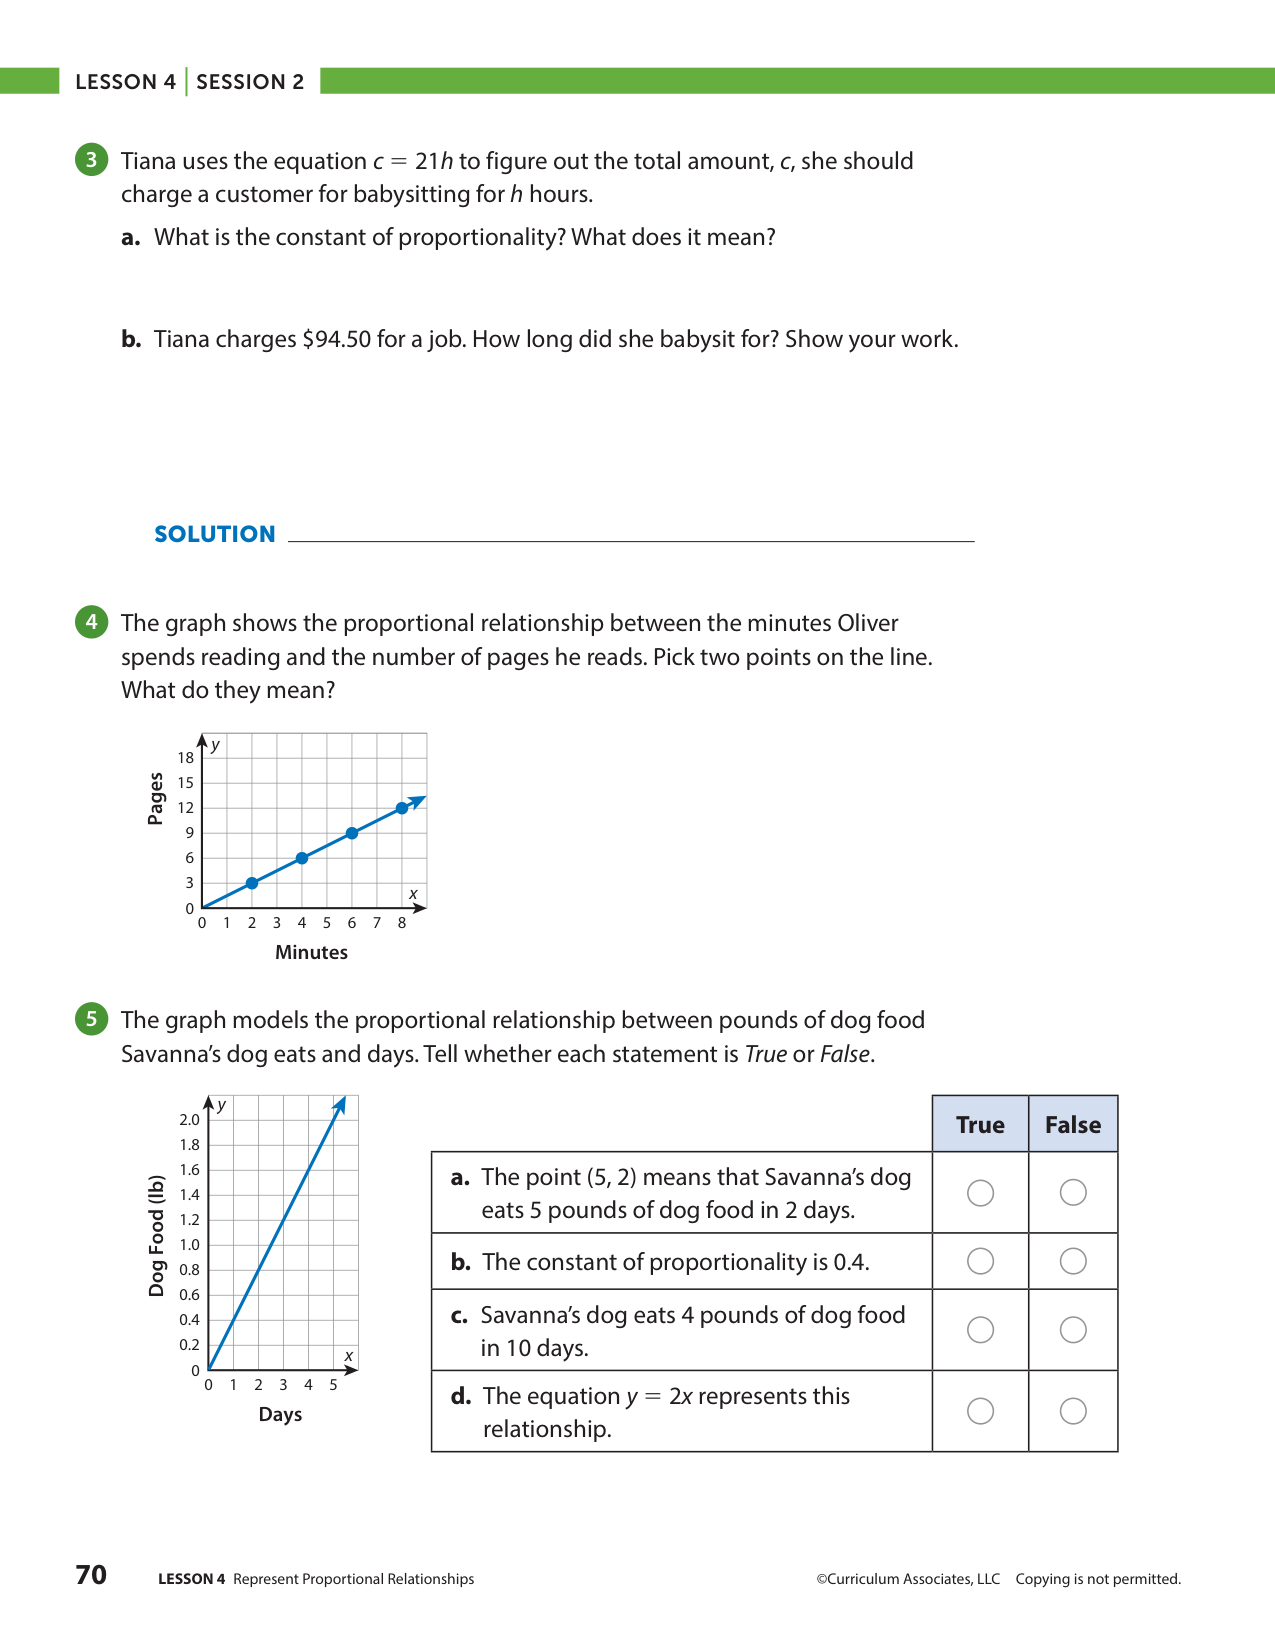 LESSON 4 | SESSION 2
3 Tiana uses the equation c = 21h to figure out the total amount, c, she should
charge a customer for babysitting for h hours.
a. What is the constant of proportionality? What does it mean?
b. Tiana charges $94.50 for a job. How long did she babysit for? Show your work.
SOLUTION
4 The graph shows the proportional relationship between the minutes Oliver
spends reading and the number of pages he reads. Pick two points on the line.
What do they mean?
Pages
y
18
15
12
9
6
3
0
x
0 1 2 3 4 5 6 7 8
Minutes
5 The graph models the proportional relationship between pounds of dog food
Savanna’s dog eats and days. Tell whether each statement is True or False.
Dog Food (lb)
y
2.0
1.8
1.6
1.4
1.2
1.0
0.8
0.6
0.4
0.2
0
x
0 1 2 3 4 5
Days
True False
a. The point (5, 2) means that Savanna’s dog
eats 5 pounds of dog food in 2 days.
b. The constant of proportionality is 0.4.
c. Savanna’s dog eats 4 pounds of dog food
in 10 days.
d. The equation y = 2x represents this
relationship.
70 LESSON 4 Represent Proportional Relationships ©Curriculum Associates, LLC Copying is not permitted.